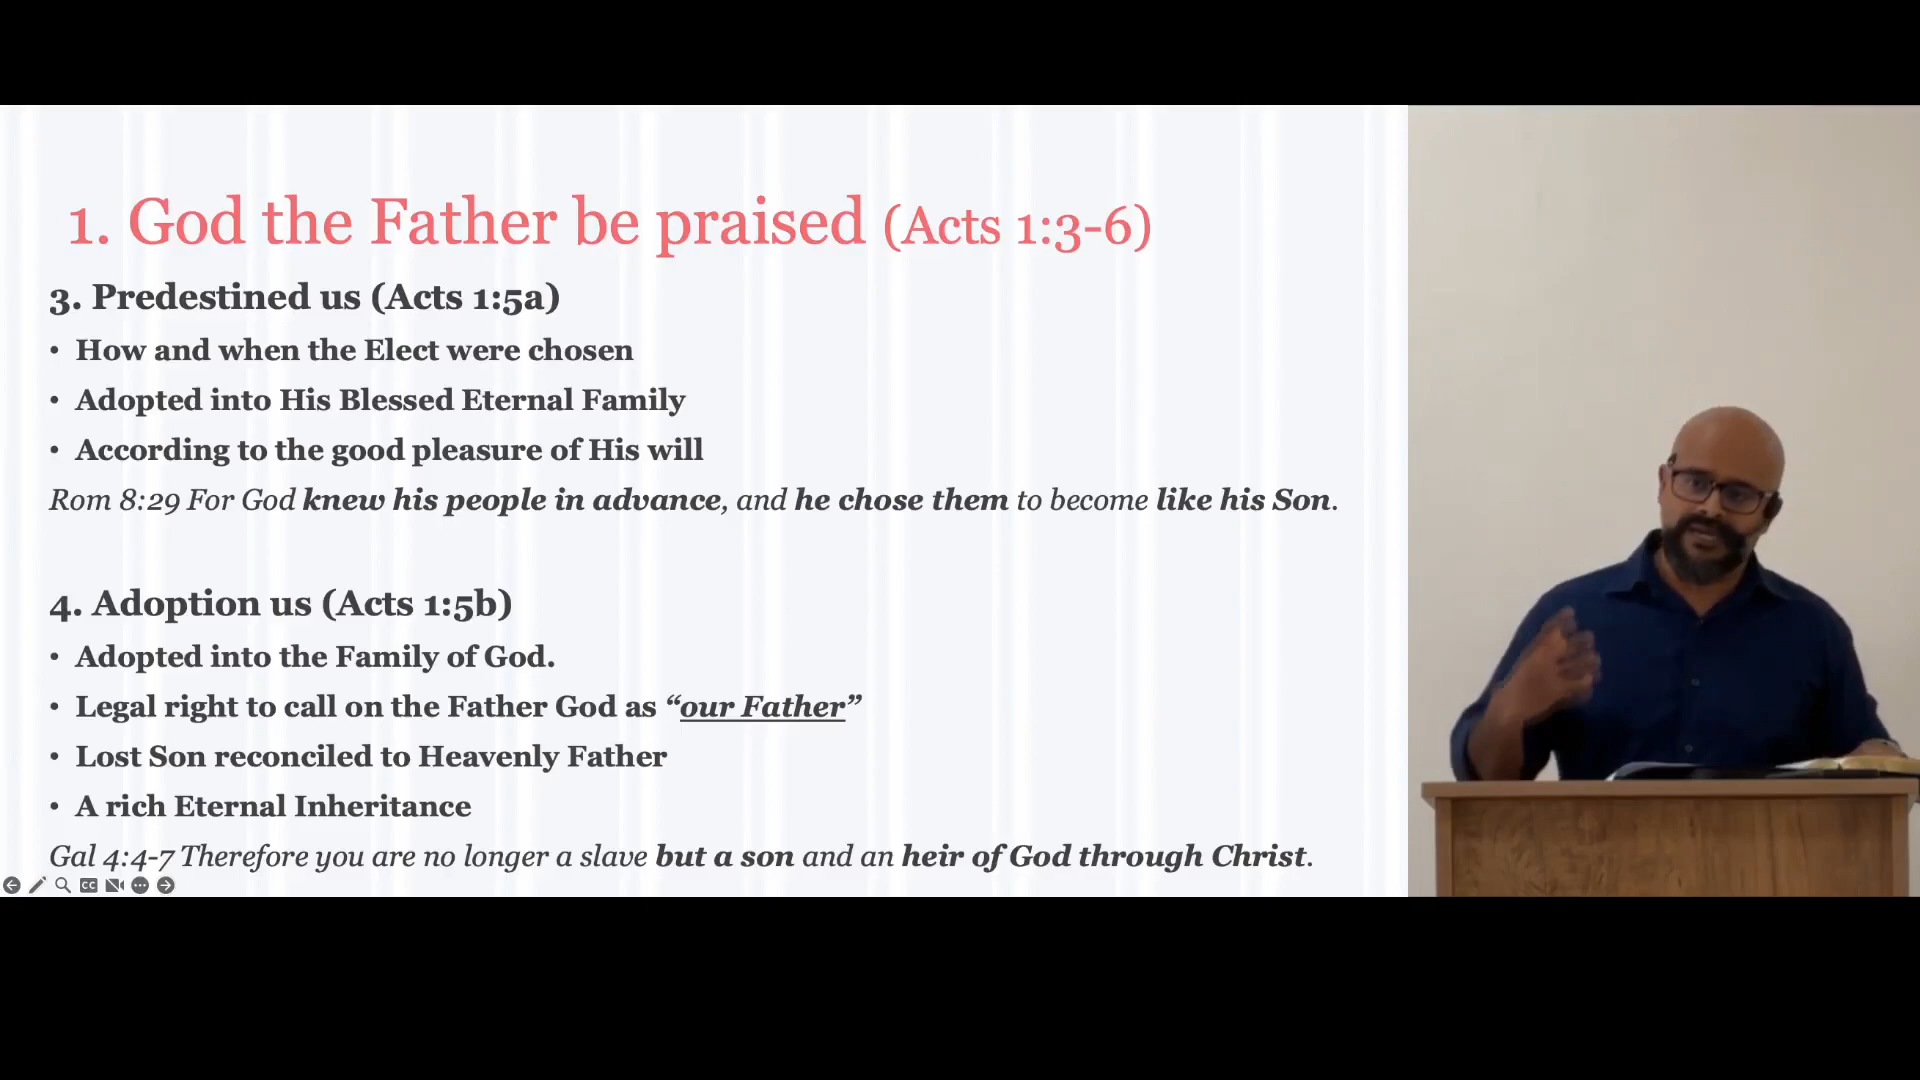 1. God the Father be praised (Acts 1:3-6)
3. Predestined us (Acts 1:5a)
• How and when the Elect were chosen
• Adopted into His Blessed Eternal Family
• According to the good pleasure of His will
Rom 8:29 For God knew his people in advance, and he chose them to become like his Son.
4. Adoption us (Acts 1:5b)
• Adopted into the Family of God.
• Legal right to call on the Father God as “our Father”
• Lost Son reconciled to Heavenly Father
• A rich Eternal Inheritance
Gal 4:4-7 Therefore you are no longer a slave but a son and an heir of God through Christ.
CC